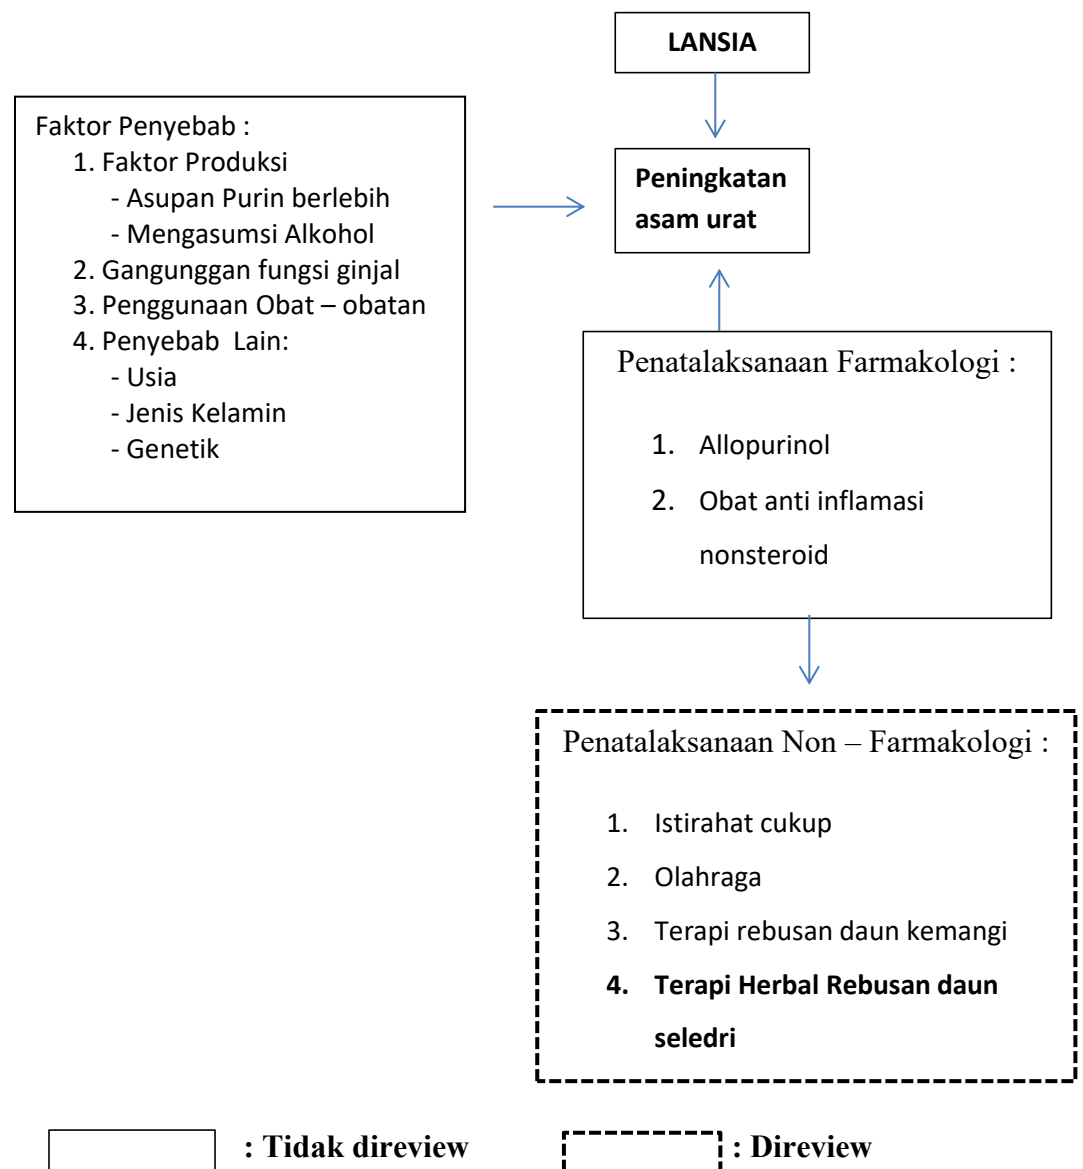 LANSIA
Faktor Penyebab :
1. Faktor Produksi
- Asupan Purin berlebih
- Mengasumsi Alkohol
2. Gangunggan fungsi ginjal
3. Penggunaan Obat – obatan
4. Penyebab Lain:
- Usia
- Jenis Kelamin
- Genetik
Peningkatan
asam urat
Penatalaksanaan Farmakologi :
1. Allopurinol
2. Obat anti inflamasi
nonsteroid
Penatalaksanaan Non – Farmakologi :
1. Istirahat cukup
2. Olahraga
3. Terapi rebusan daun kemangi
4. Terapi Herbal Rebusan daun
seledri
: Tidak direview
: Direview